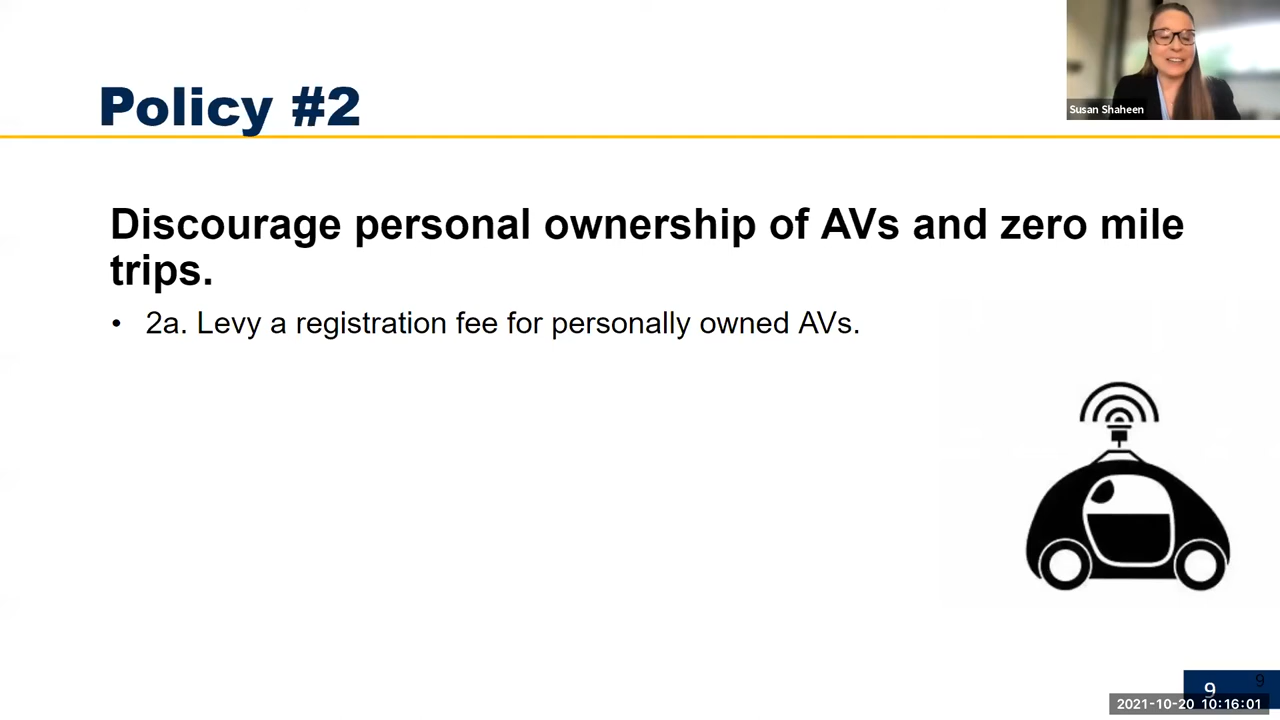 Policy #2
Susan Shaheen
Discourage personal ownership of AVs and zero mile
trips.
• 2a. Levy a registration fee for personally owned AVs.
9
9
2021-10-20 10:16:01